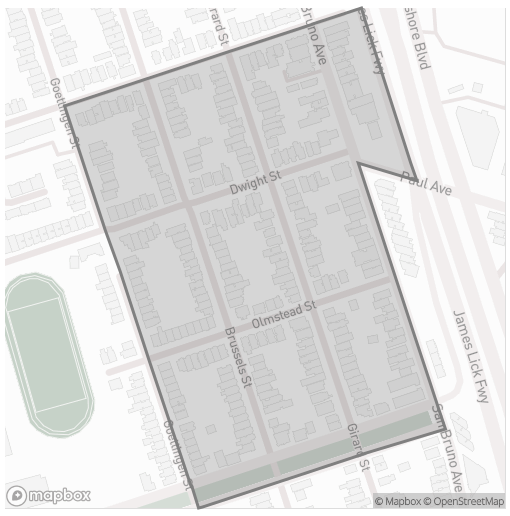 Girard St
Bruno Ave
s Lick Fwy
shore Blvd
Goettingen St
Dwight St
Paul Ave
Olmstead St
Brussels St
James Lick Fwy
Goettingen St
Girard St
San Bruno Ave
mapbox
© Mapbox © OpenStreetMap